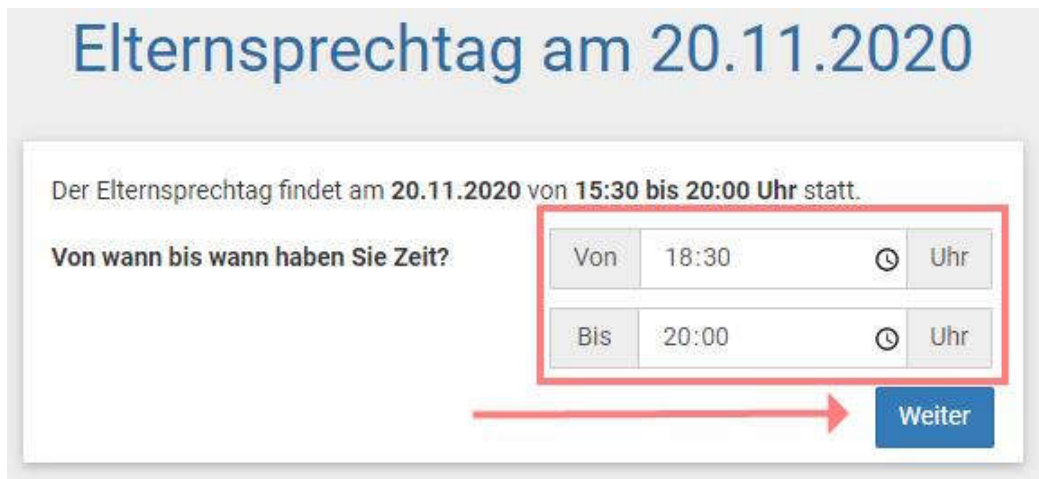 Elternsprechtag am 20.11.2020
Der Elternsprechtag findet am 20.11.2020 von 15:30 bis 20:00 Uhr statt.
Von wann bis wann haben Sie Zeit? Von 18:30 Uhr
Bis 20:00 Uhr
Weiter